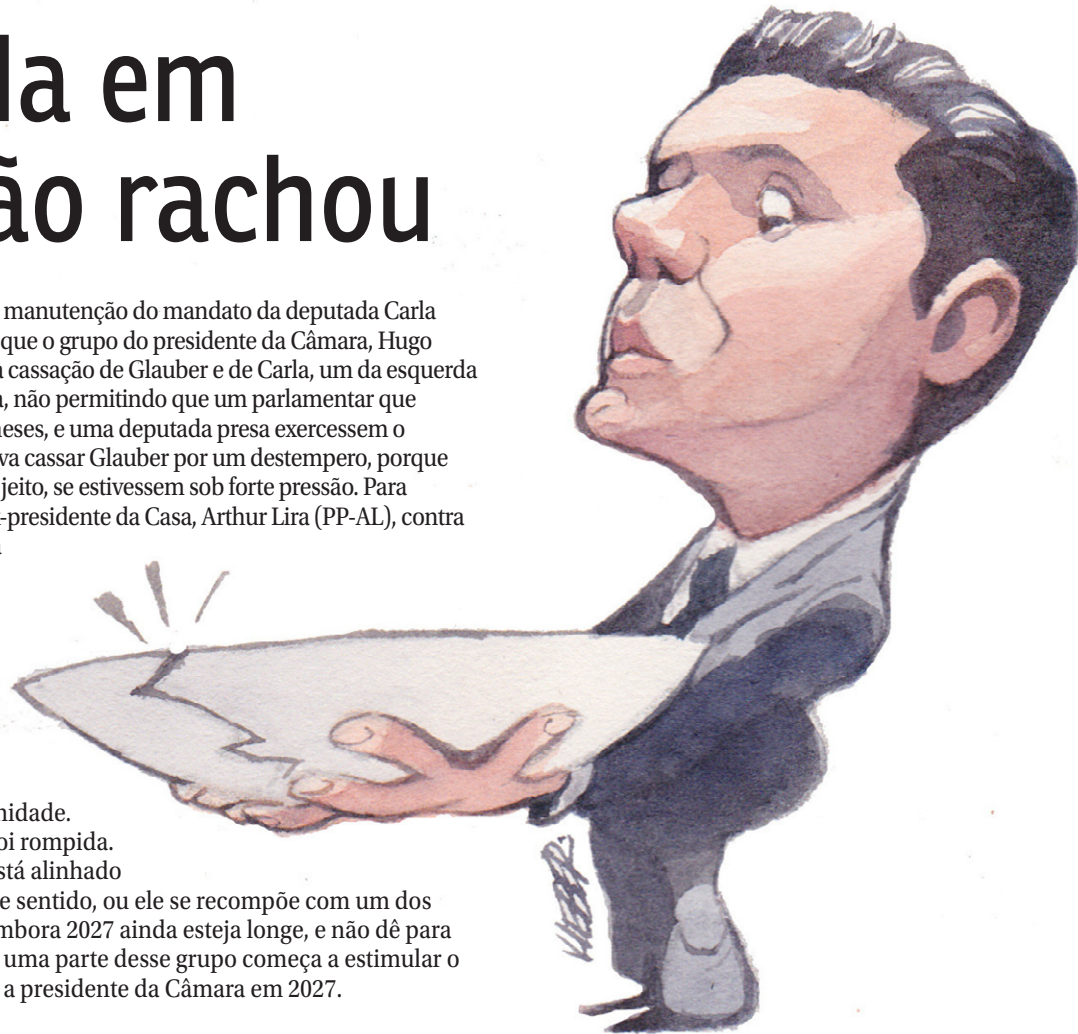 la em
ão rachou
manutenção do mandato da deputada Carla
que o grupo do presidente da Câmara, Hugo
cassação de Glauber e de Carla, um da esquerda
não permitindo que um parlamentar que
eses, e uma deputada presa exercessem o
va cassar Glauber por um destempero, porque
jeito, se estivessem sob forte pressão. Para
-presidente da Casa, Arthur Lira (PP-AL), contra
nidade.
oi rompida.
stá alinhado
e sentido, ou ele se recompõe com um dos
mbora 2027 ainda esteja longe, e não dê para
uma parte desse grupo começa a estimular o
a presidente da Câmara em 2027.
KLEBER